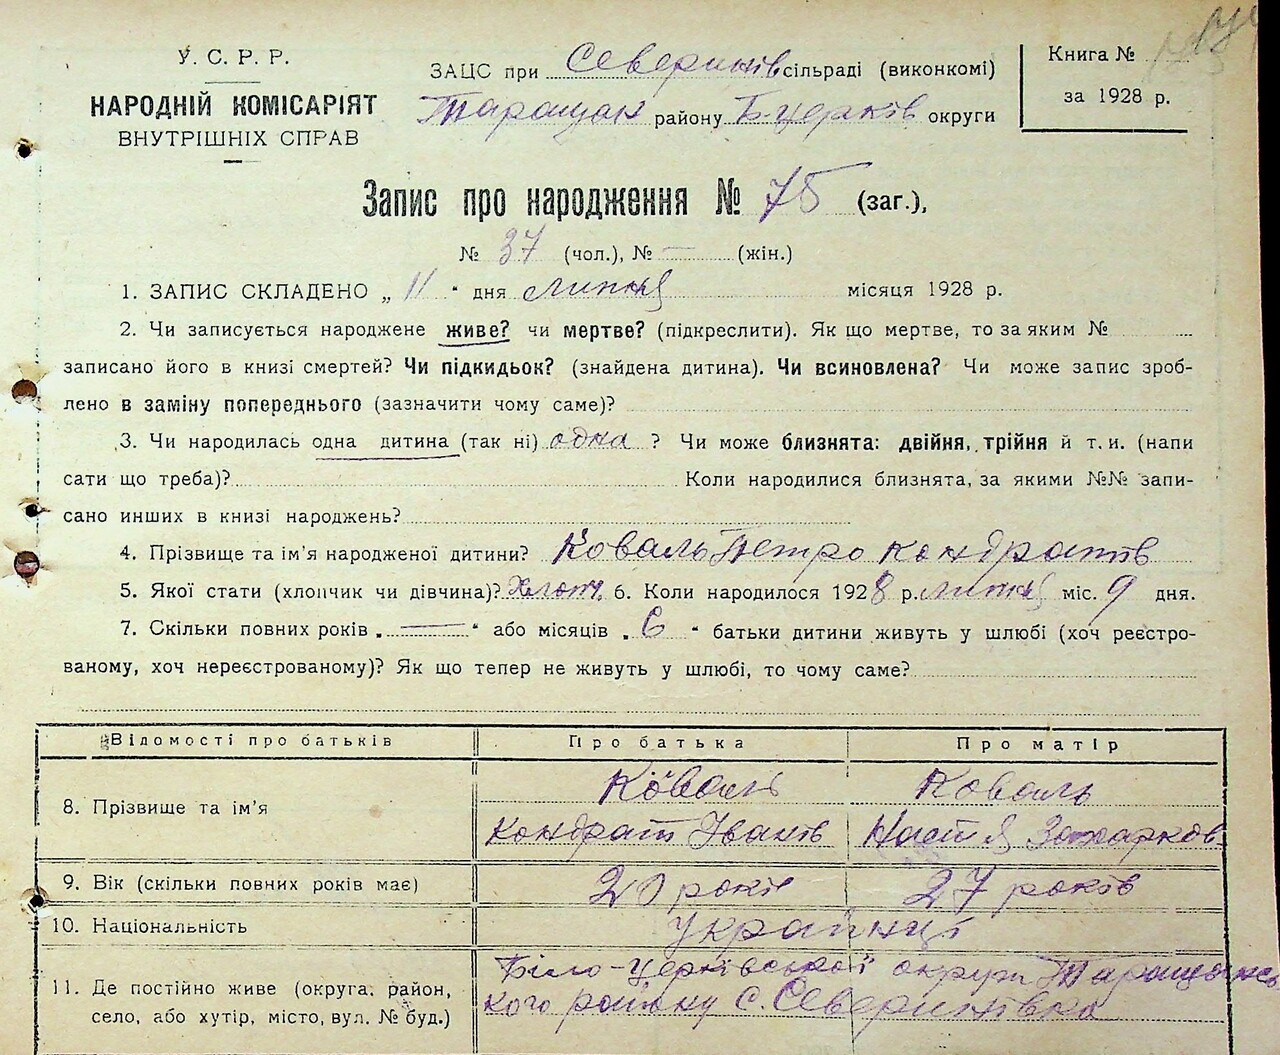 У. С. Р. Р.
НАРОДНІЙ КОМІСАРІЯТ
ВНУТРІШНІХ СПРАВ
ЗАЦС при Северинів сільраді (виконкомі)
Таращан району Б-церків округи
Книга №
за 1928 р.
Запис про народження № 75 (заг.),
№ 37 (чол.), № — (жін.)
1. ЗАПИС СКЛАДЕНО „ 11 " дня липня місяця 1928 р.
2. Чи записується народжене живе? чи мертве? (підкреслити). Як що мертве, то за яким №
записано його в книзі смертей? Чи підкидьок? (знайдена дитина). Чи всиновлена? Чи може запис зроб-
лено в заміну попереднього (зазначити чому саме)?
3. Чи народилась одна дитина (так ні) одна ? Чи може близнята: двійня, трійня й т. и. (напи
сати що треба)? Коли народилися близнята, за якими №№ запи-
сано инших в книзі народжень?
4. Прізвище та ім'я народженої дитини? Коваль Петро Кондратів
5. Якої стати (хлопчик чи дівчина)? Хлопч. 6. Коли народилося 1928 р. липня міс. 9 дня.
7. Скільки повних років „ — " або місяців „ 6 " батьки дитини живуть у шлюбі (хоч реєстро-
ваному, хоч нереєстрованому)? Як що тепер не живуть у шлюбі, то чому саме?
Відомості про батьків Про батька Про матір
8. Прізвище та ім'я
Коваль Коваль
Кондрат Іванів Настя Захарков
9. Вік (скільки повних років має) 20 років 27 років
10. Національність українці
11. Де постійно живе (округа, район,
село, або хутір, місто, вул. № буд.)
Біло-Церківської округи Таращансь
кого району с. Северинівка